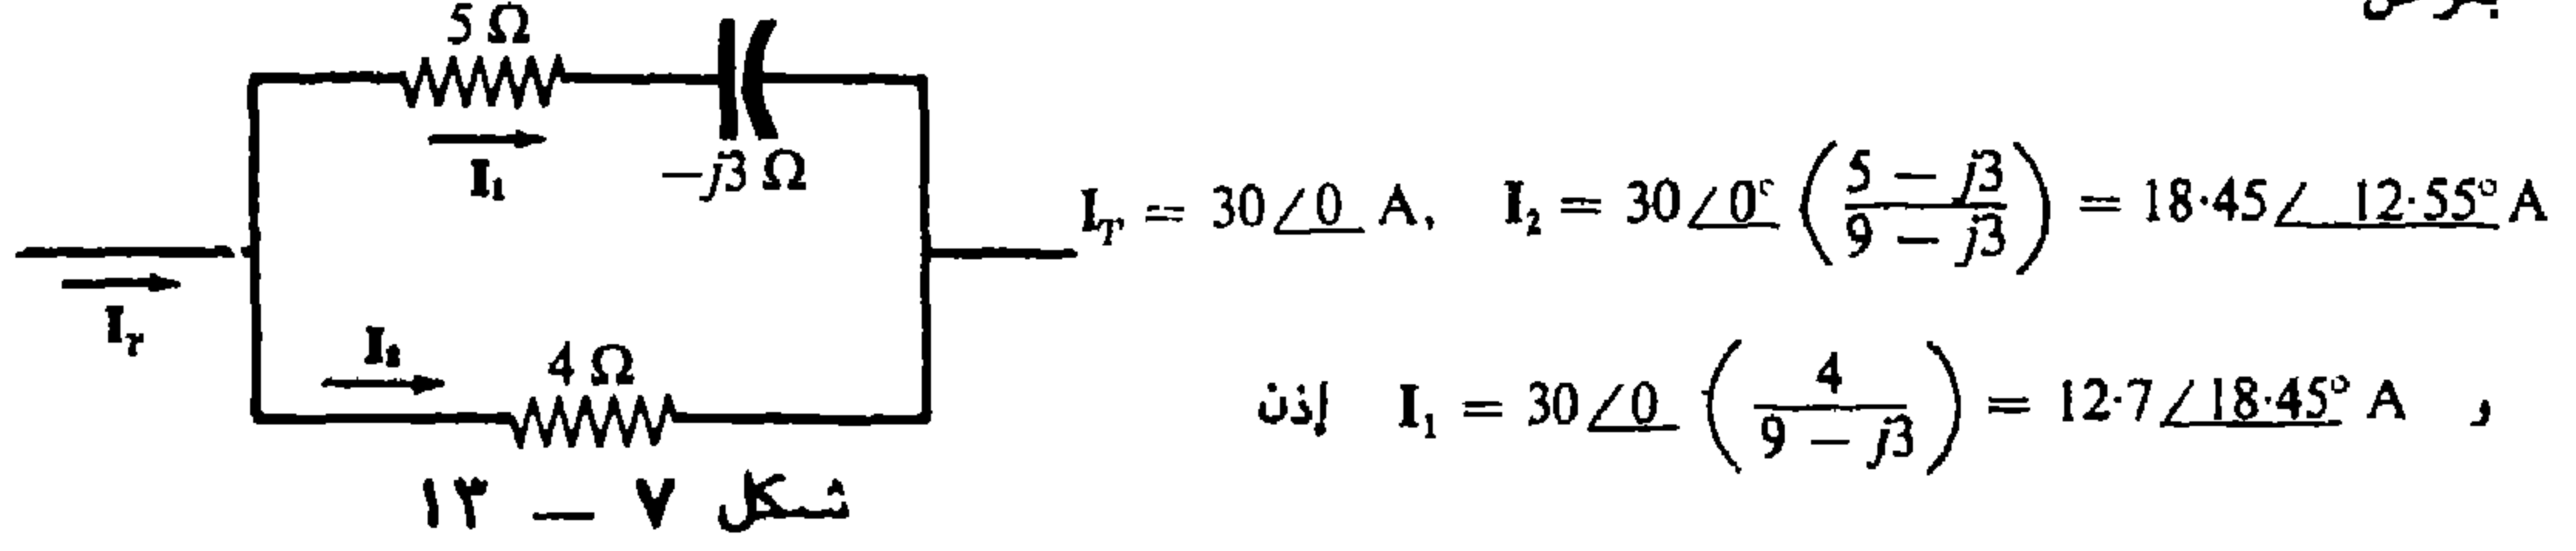 5 Ω
I₁
−j3 Ω
I_T
I₂
4 Ω
شكل ٧ — ١٣
I_T = 30∠0 A, I₂ = 30∠0° (5 − j3 / 9 − j3) = 18·45∠ 12·55° A
إذن I₁ = 30∠0 (4 / 9 − j3) = 12·7∠18·45° A و